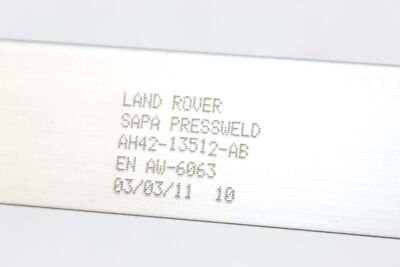 LAND ROVER
SAPA PRESSWELD
AH42-13512-AB
EN AW-6063
03/03/11 10